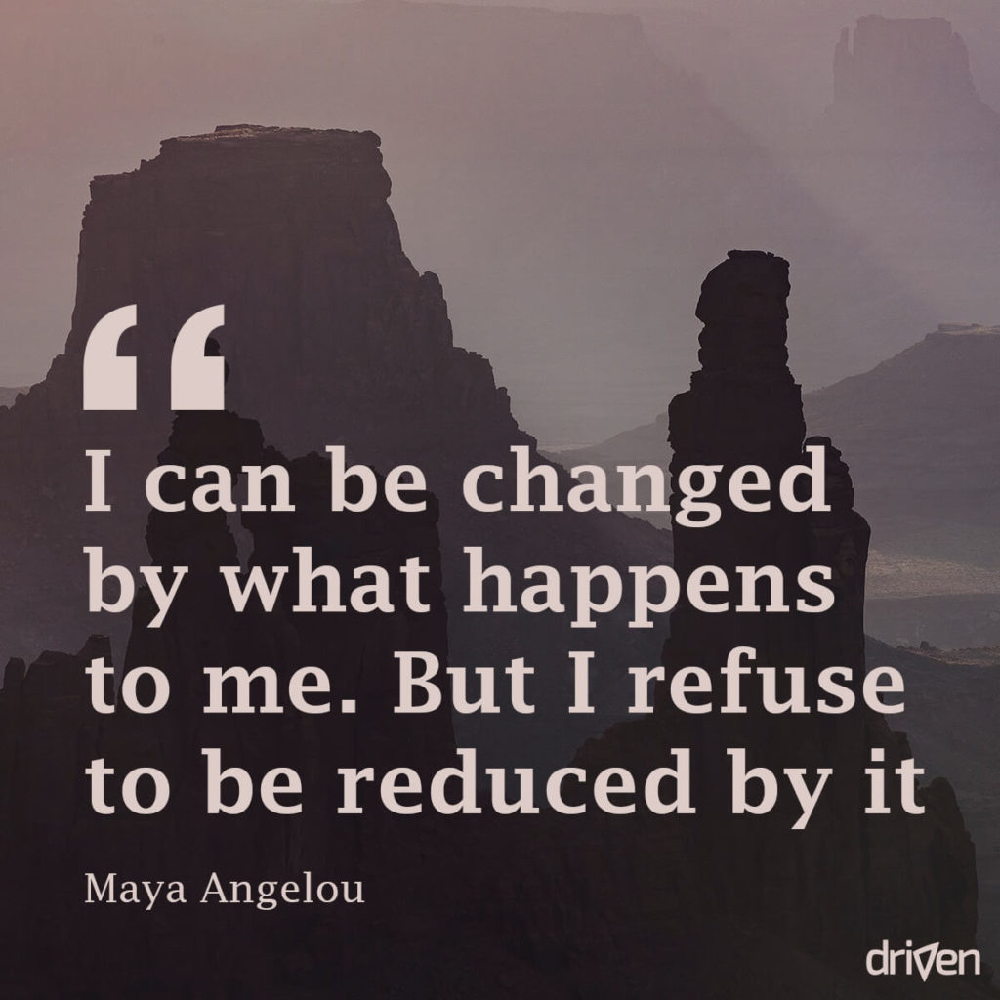 “
I can be changed
by what happens
to me. But I refuse
to be reduced by it
Maya Angelou
driven